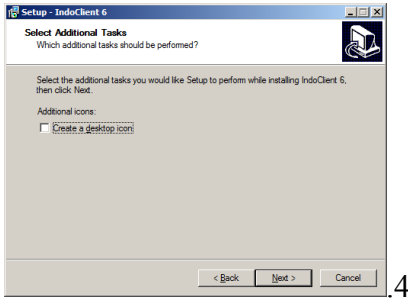 Setup - IndoClient 6
Select Additional Tasks
Which additional tasks should be performed?
Select the additional tasks you would like Setup to perform while installing IndoClient 6,
then click Next.
Additional icons:
Create a desktop icon
< Back
Next >
Cancel
.4